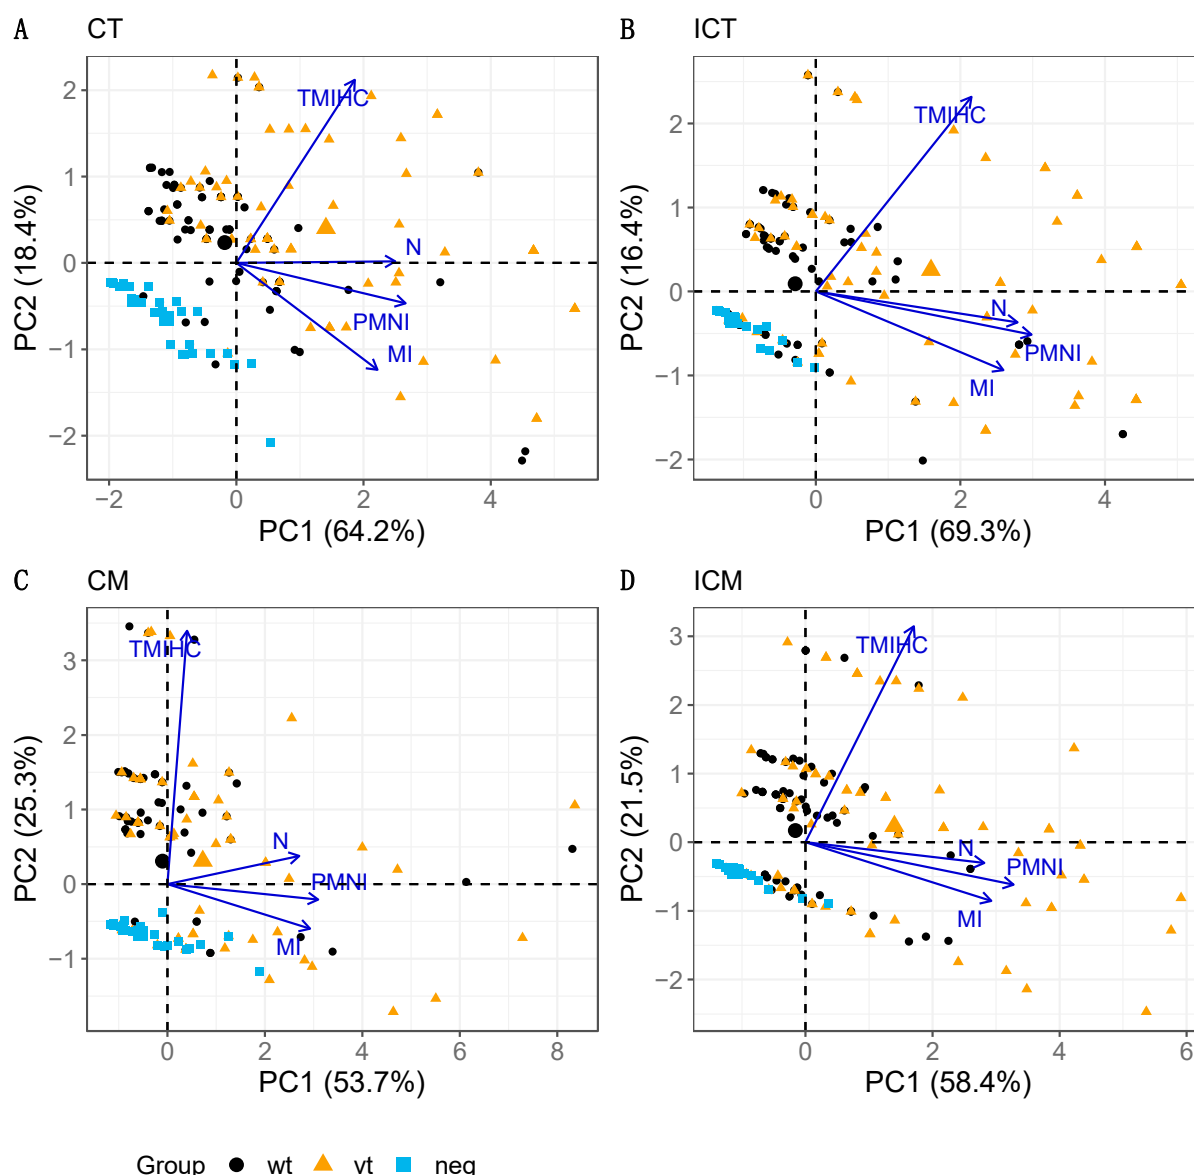 A CT
2
1
0
−1
−2
PC2 (18.4%)
TMIHC
N
PMNI
MI
−2 0 2 4
PC1 (64.2%)
B ICT
2
1
0
−1
−2
PC2 (16.4%)
TMIHC
N
PMNI
MI
0 2 4
PC1 (69.3%)
C CM
3
2
1
0
−1
PC2 (25.3%)
TMIHC
N
PMNI
MI
0 2 4 6 8
PC1 (53.7%)
D ICM
3
2
1
0
−1
−2
PC2 (21.5%)
TMIHC
N
PMNI
MI
0 2 4 6
PC1 (58.4%)
Group wt vt neg